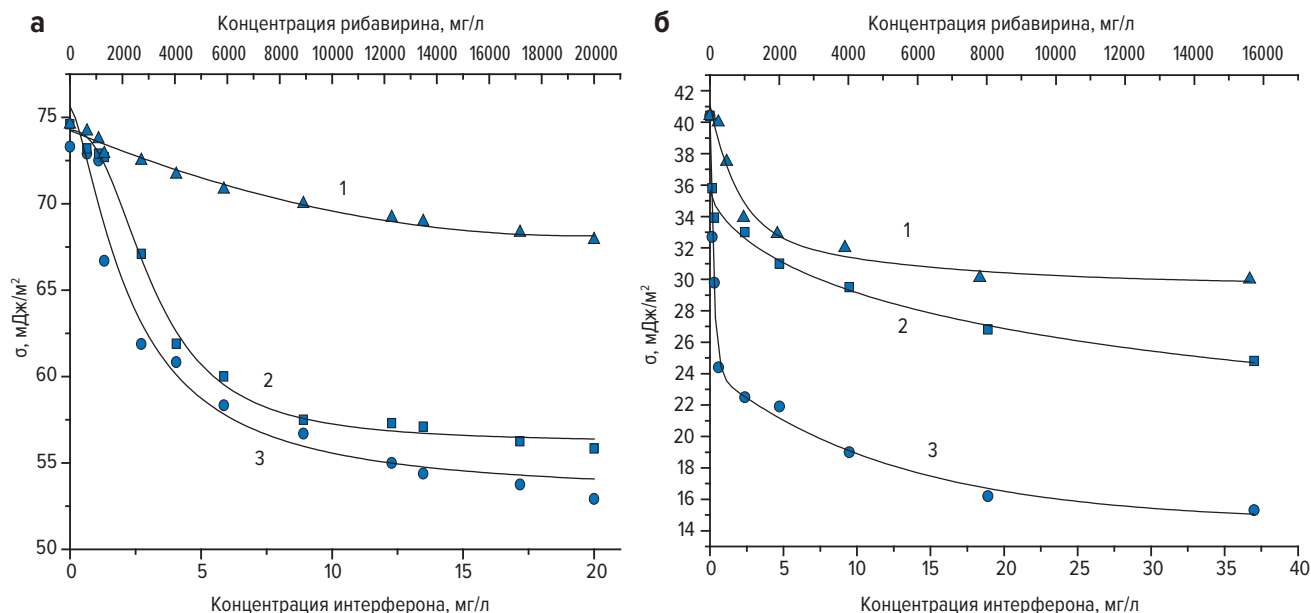 а
Концентрация рибавирина, мг/л
0 2000 4000 6000 8000 10000 12000 14000 16000 18000 20000
75
70
65
60
55
50
σ, мДж/м²
1
2
3
0 5 10 15 20
Концентрация интерферона, мг/л
б
Концентрация рибавирина, мг/л
0 2000 4000 6000 8000 10000 12000 14000 16000
42
40
38
36
34
32
30
28
26
24
22
20
18
16
14
σ, мДж/м²
1
2
3
0 5 10 15 20 25 30 35 40
Концентрация интерферона, мг/л